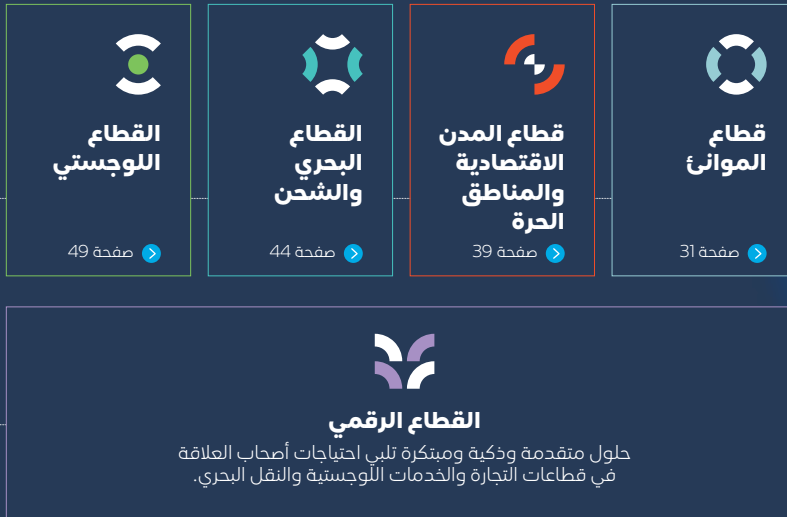 قطاع
الموانئ
صفحة 31
قطاع المدن
الاقتصادية
والمناطق
الحرة
صفحة 39
القطاع
البحري
والشحن
صفحة 44
القطاع
اللوجستي
صفحة 49
القطاع الرقمي
حلول متقدمة وذكية ومبتكرة تلبي احتياجات أصحاب العلاقة
في قطاعات التجارة والخدمات اللوجستية والنقل البحري.